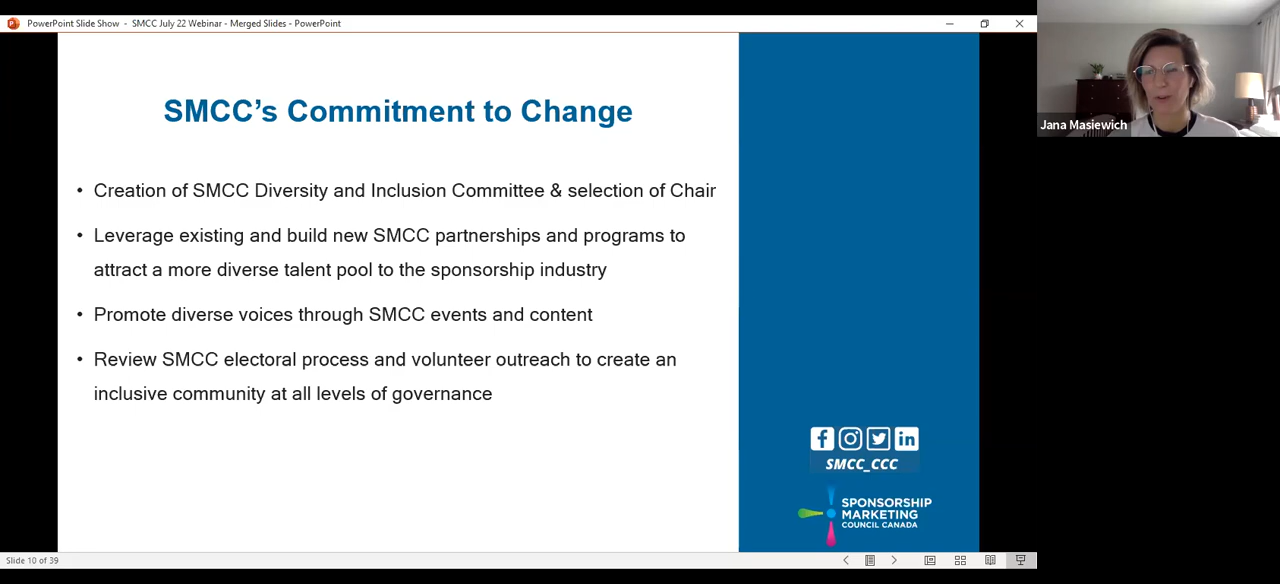 PowerPoint Slide Show - SMCC July 22 Webinar - Merged Slides - PowerPoint
SMCC's Commitment to Change
• Creation of SMCC Diversity and Inclusion Committee & selection of Chair
• Leverage existing and build new SMCC partnerships and programs to
attract a more diverse talent pool to the sponsorship industry
• Promote diverse voices through SMCC events and content
• Review SMCC electoral process and volunteer outreach to create an
inclusive community at all levels of governance
SMCC_CCC
SPONSORSHIP
MARKETING
COUNCIL CANADA
Slide 10 of 39
Jana Masiewich